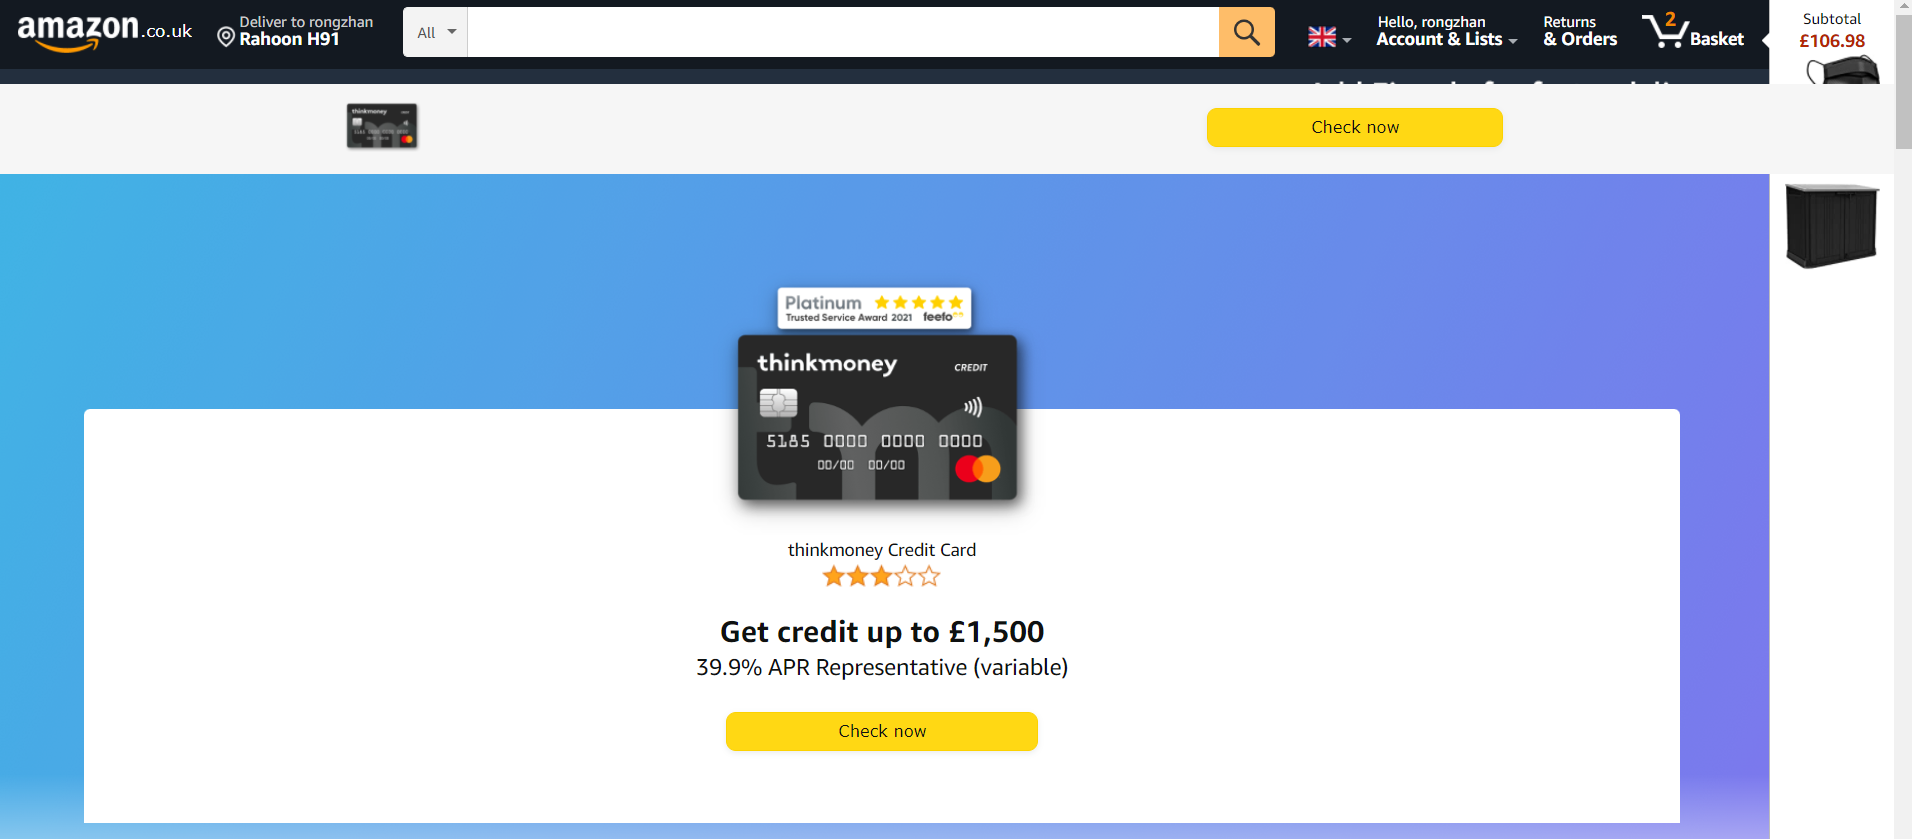 amazon.co.uk
Deliver to rongzhan
Rahoon H91
All
Hello, rongzhan
Account & Lists
Returns
& Orders
2
Basket
Subtotal
£106.98
thinkmoney
Check now
Platinum
Trusted Service Award 2021 feefo
thinkmoney
CREDIT
5185 0000 0000 0000
00/00 00/00
thinkmoney Credit Card
Get credit up to £1,500
39.9% APR Representative (variable)
Check now